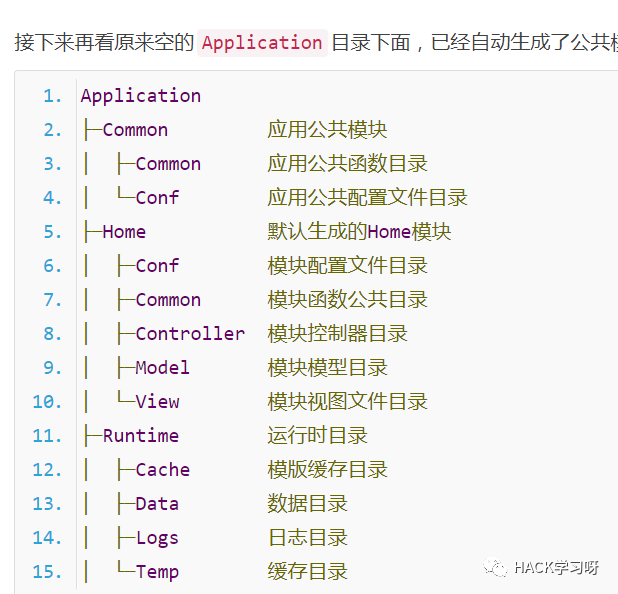 接下来再看原来空的 Application 目录下面，已经自动生成了公共
1. Application
2. ├─Common 应用公共模块
3. │ ├─Common 应用公共函数目录
4. │ └─Conf 应用公共配置文件目录
5. ├─Home 默认生成的Home模块
6. │ ├─Conf 模块配置文件目录
7. │ ├─Common 模块函数公共目录
8. │ ├─Controller 模块控制器目录
9. │ ├─Model 模块模型目录
10. │ └─View 模块视图文件目录
11. ├─Runtime 运行时目录
12. │ ├─Cache 模版缓存目录
13. │ ├─Data 数据目录
14. │ ├─Logs 日志目录
15. │ └─Temp 缓存目录
HACK学习呀